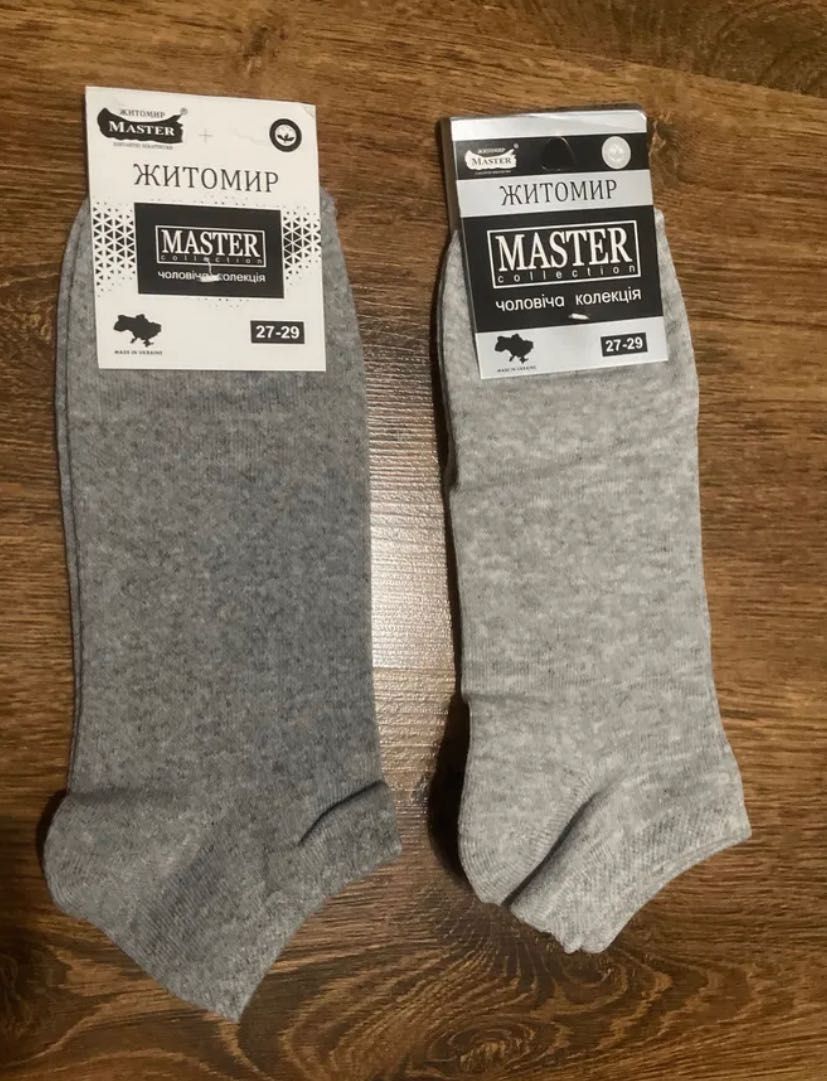 ЖИТОМИР
MASTER
ЖИТОМИР
MASTER
collection
чоловіча колекція
27-29
MADE IN UKRAINE
ЖИТОМИР
MASTER
ЖИТОМИР
MASTER
collection
чоловіча колекція
27-29
MADE IN UKRAINE